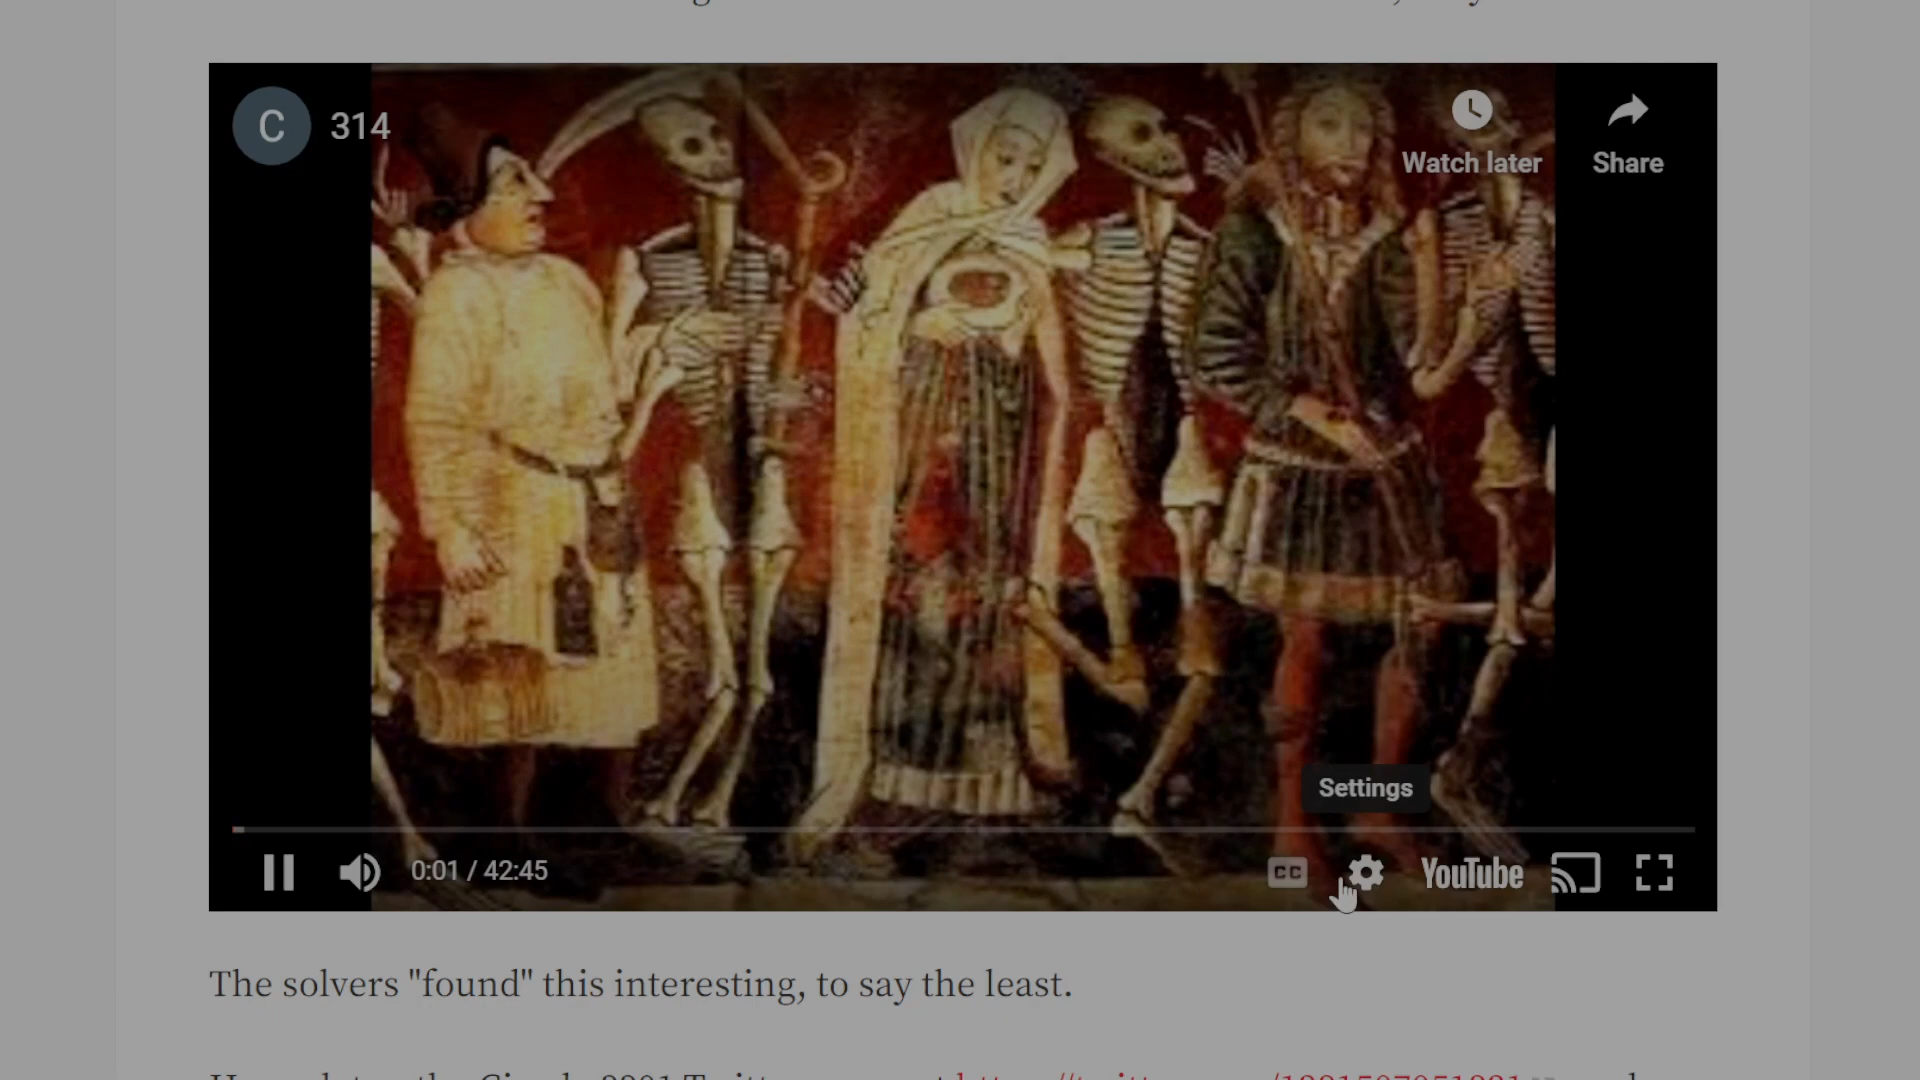 C 314
Watch later
Share
Settings
0:01 / 42:45
CC
YouTube
The solvers "found" this interesting, to say the least.